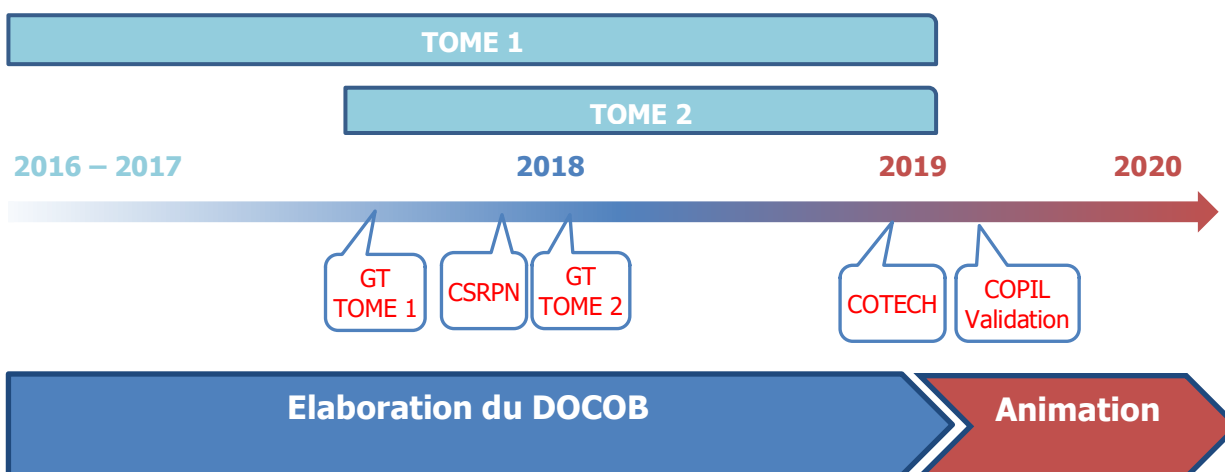 TOME 1
TOME 2
2016 – 2017
2018
2019
2020
GT
TOME 1
CSRPN
GT
TOME 2
COTECH
COPIL
Validation
Elaboration du DOCOB
Animation